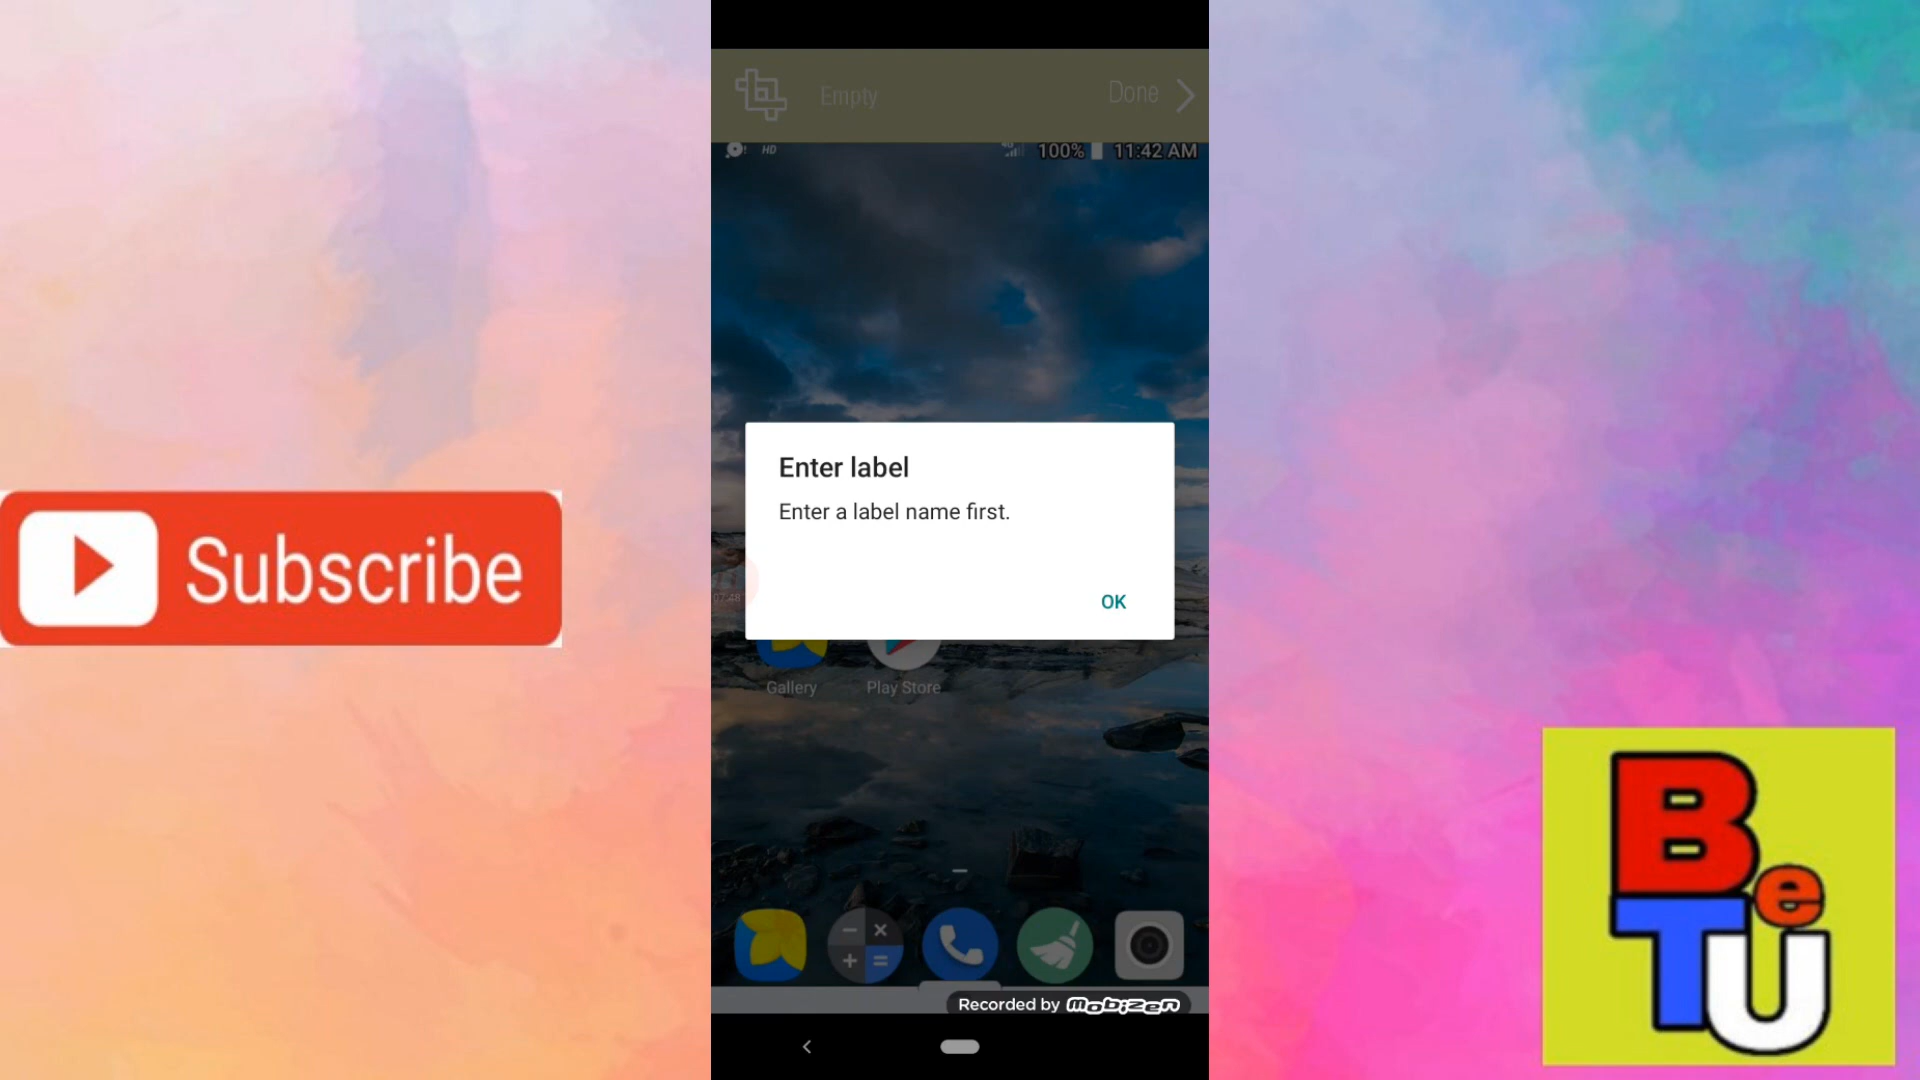 Empty
Done
HD
100%
11:42 AM
Enter label
Enter a label name first.
OK
Gallery
Play Store
Recorded by mobizen
Subscribe
BeTU